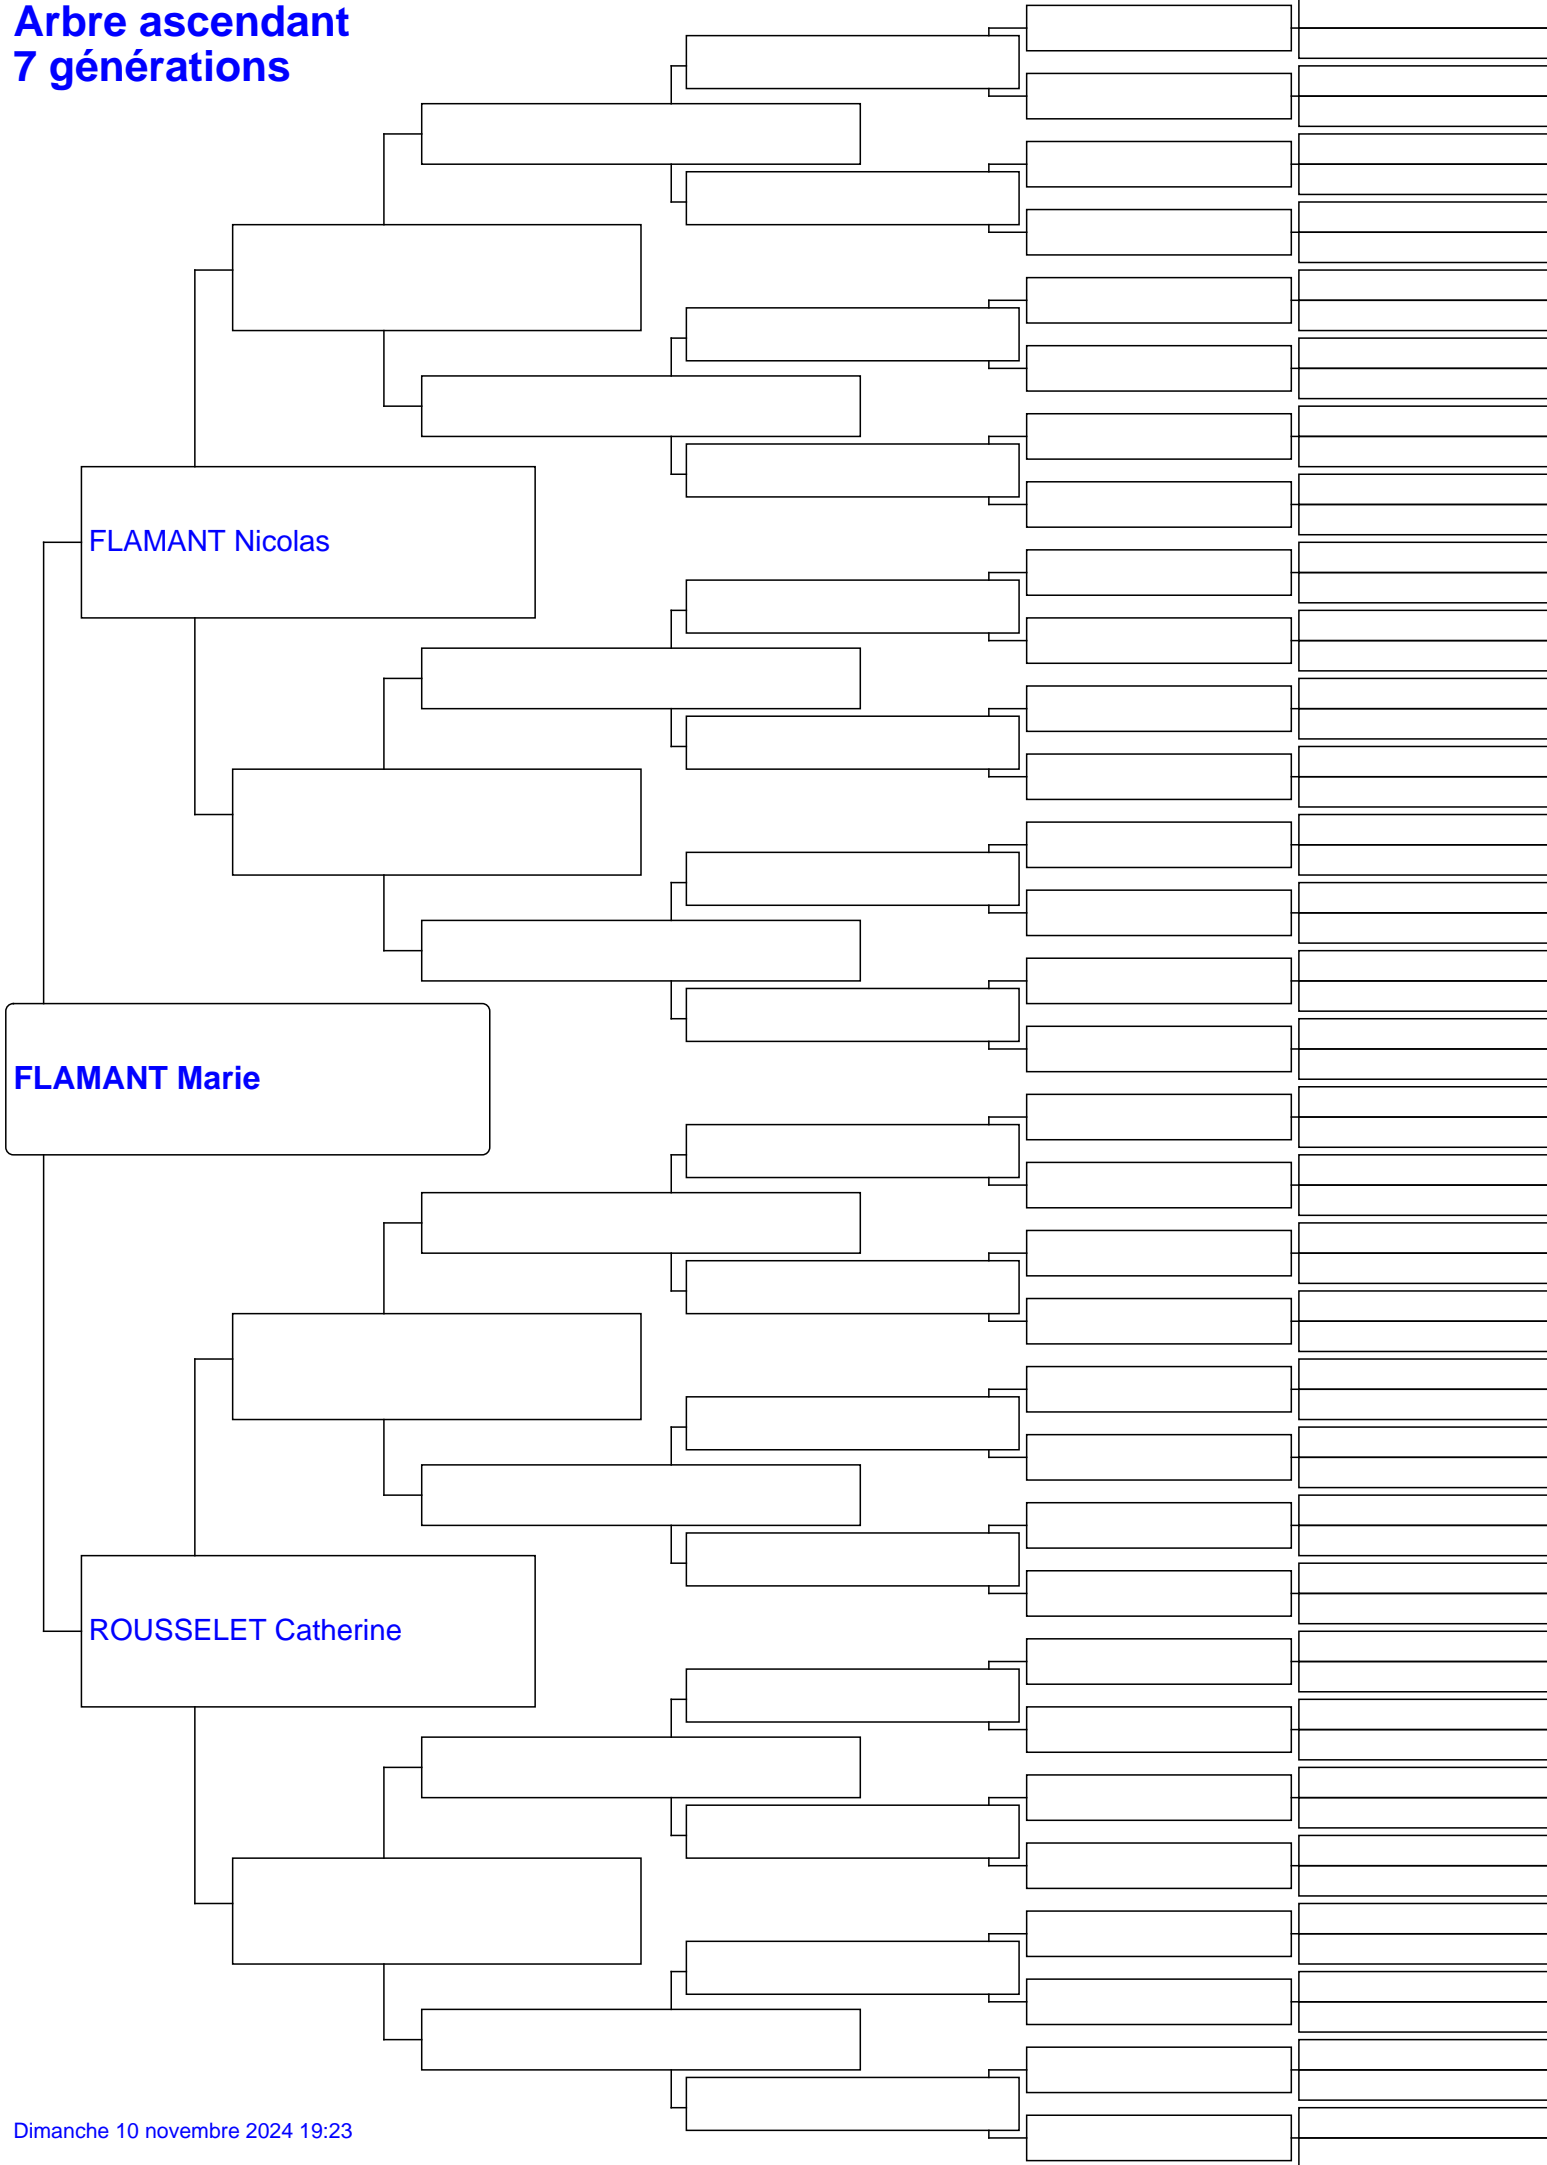 Arbre ascendant
7 générations
FLAMANT Nicolas
FLAMANT Marie
ROUSSELET Catherine
Dimanche 10 novembre 2024 19:23